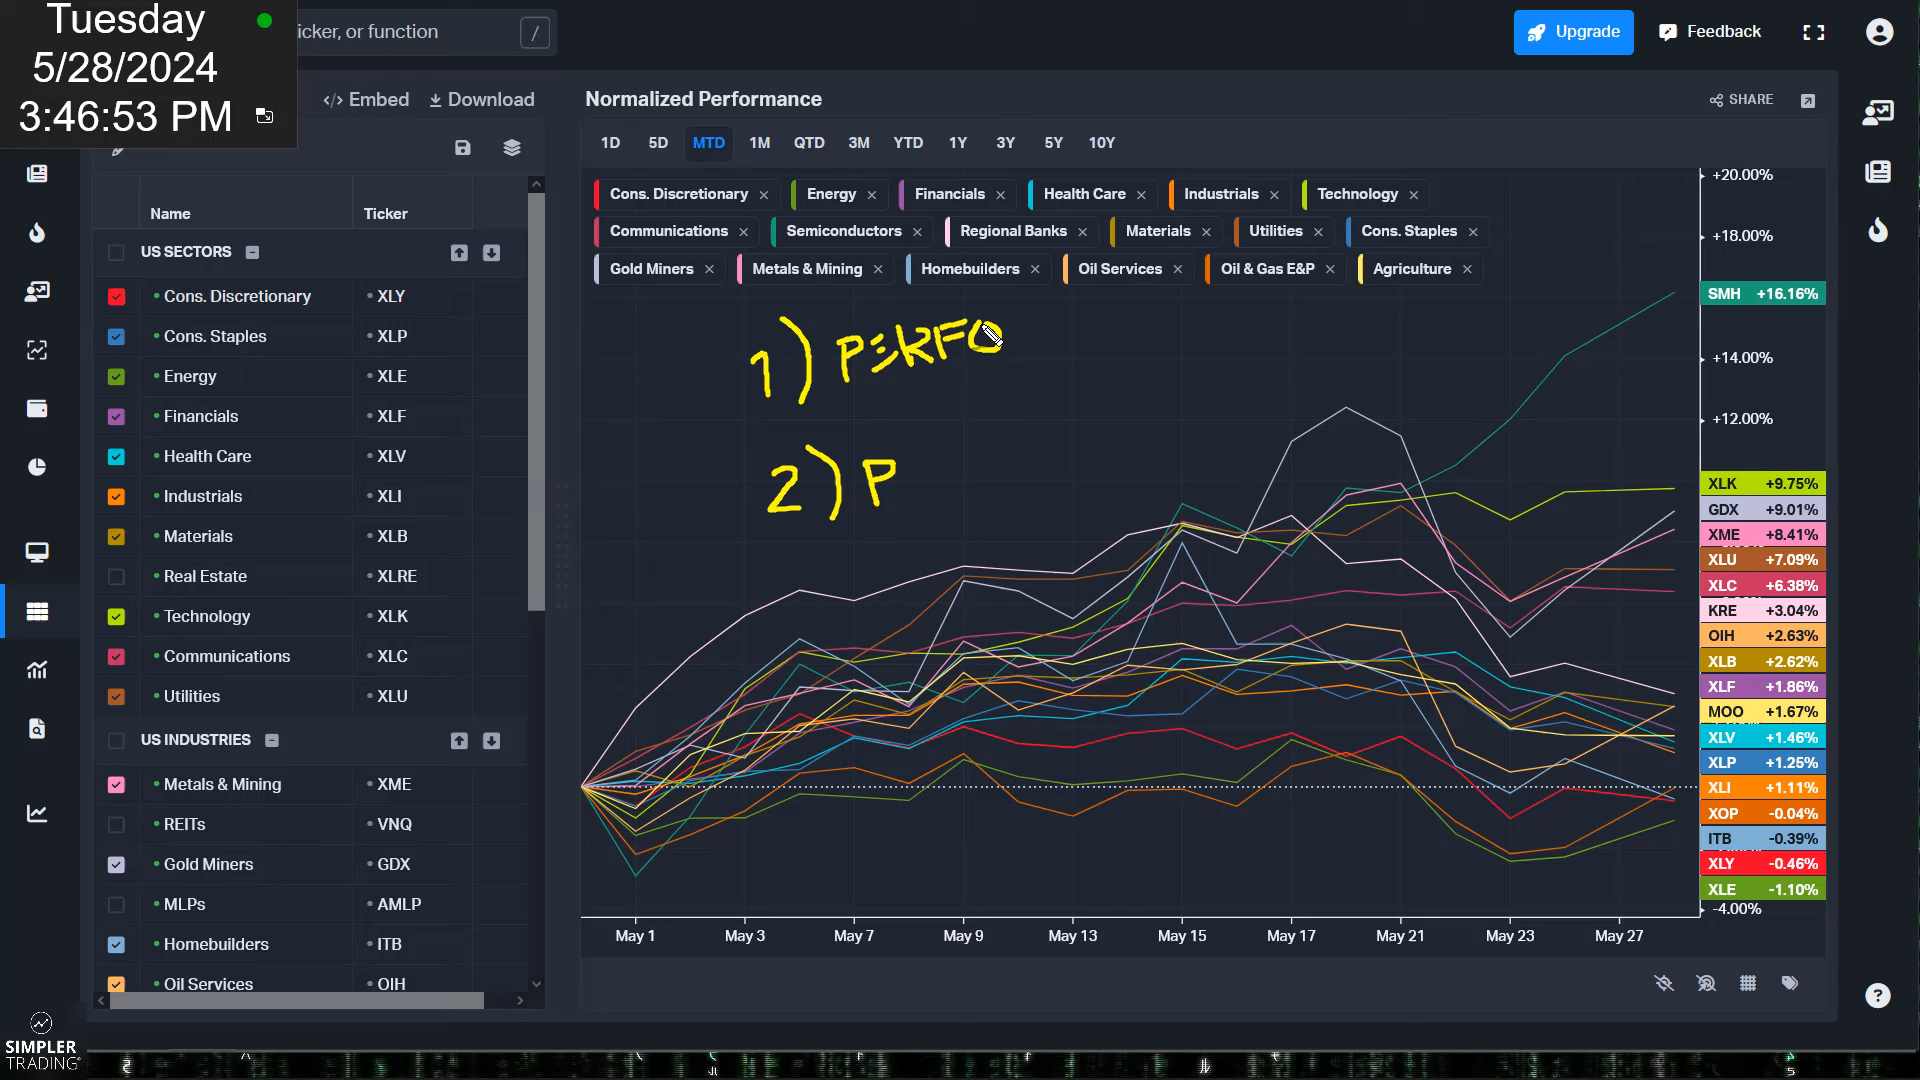 Tuesday
5/28/2024
3:46:53 PM
icker, or function /
Upgrade Feedback
Embed Download
Normalized Performance SHARE
1D 5D MTD 1M QTD 3M YTD 1Y 3Y 5Y 10Y
Name Ticker
US SECTORS
Cons. Discretionary XLY
Cons. Staples XLP
Energy XLE
Financials XLF
Health Care XLV
Industrials XLI
Materials XLB
Real Estate XLRE
Technology XLK
Communications XLC
Utilities XLU
US INDUSTRIES
Metals & Mining XME
REITs VNQ
Gold Miners GDX
MLPs AMLP
Homebuilders ITB
Oil Services OIH
Cons. Discretionary Energy Financials Health Care Industrials Technology
Communications Semiconductors Regional Banks Materials Utilities Cons. Staples
Gold Miners Metals & Mining Homebuilders Oil Services Oil & Gas E&P Agriculture
1) PERFO
2) P
+20.00%
+18.00%
SMH +16.16%
+14.00%
+12.00%
XLK +9.75%
GDX +9.01%
XME +8.41%
XLU +7.09%
XLC +6.38%
KRE +3.04%
OIH +2.63%
XLB +2.62%
XLF +1.86%
MOO +1.67%
XLV +1.46%
XLP +1.25%
XLI +1.11%
XOP -0.04%
ITB -0.39%
XLY -0.46%
XLE -1.10%
-4.00%
May 1 May 3 May 7 May 9 May 13 May 15 May 17 May 21 May 23 May 27
SIMPLER
TRADING